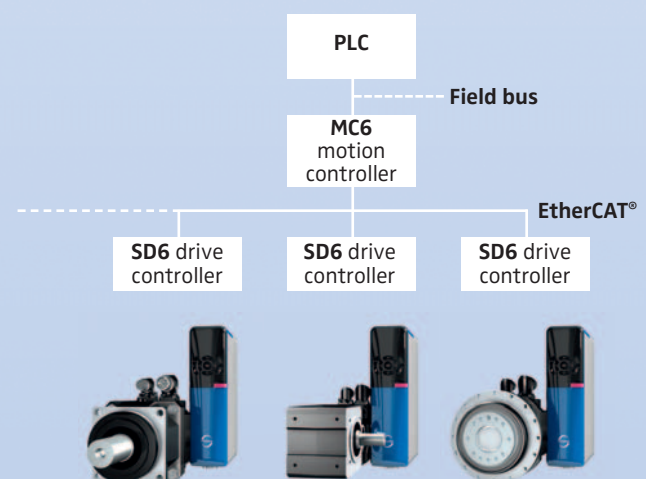 PLC
Field bus
MC6
motion
controller
EtherCAT®
SD6 drive
controller
SD6 drive
controller
SD6 drive
controller